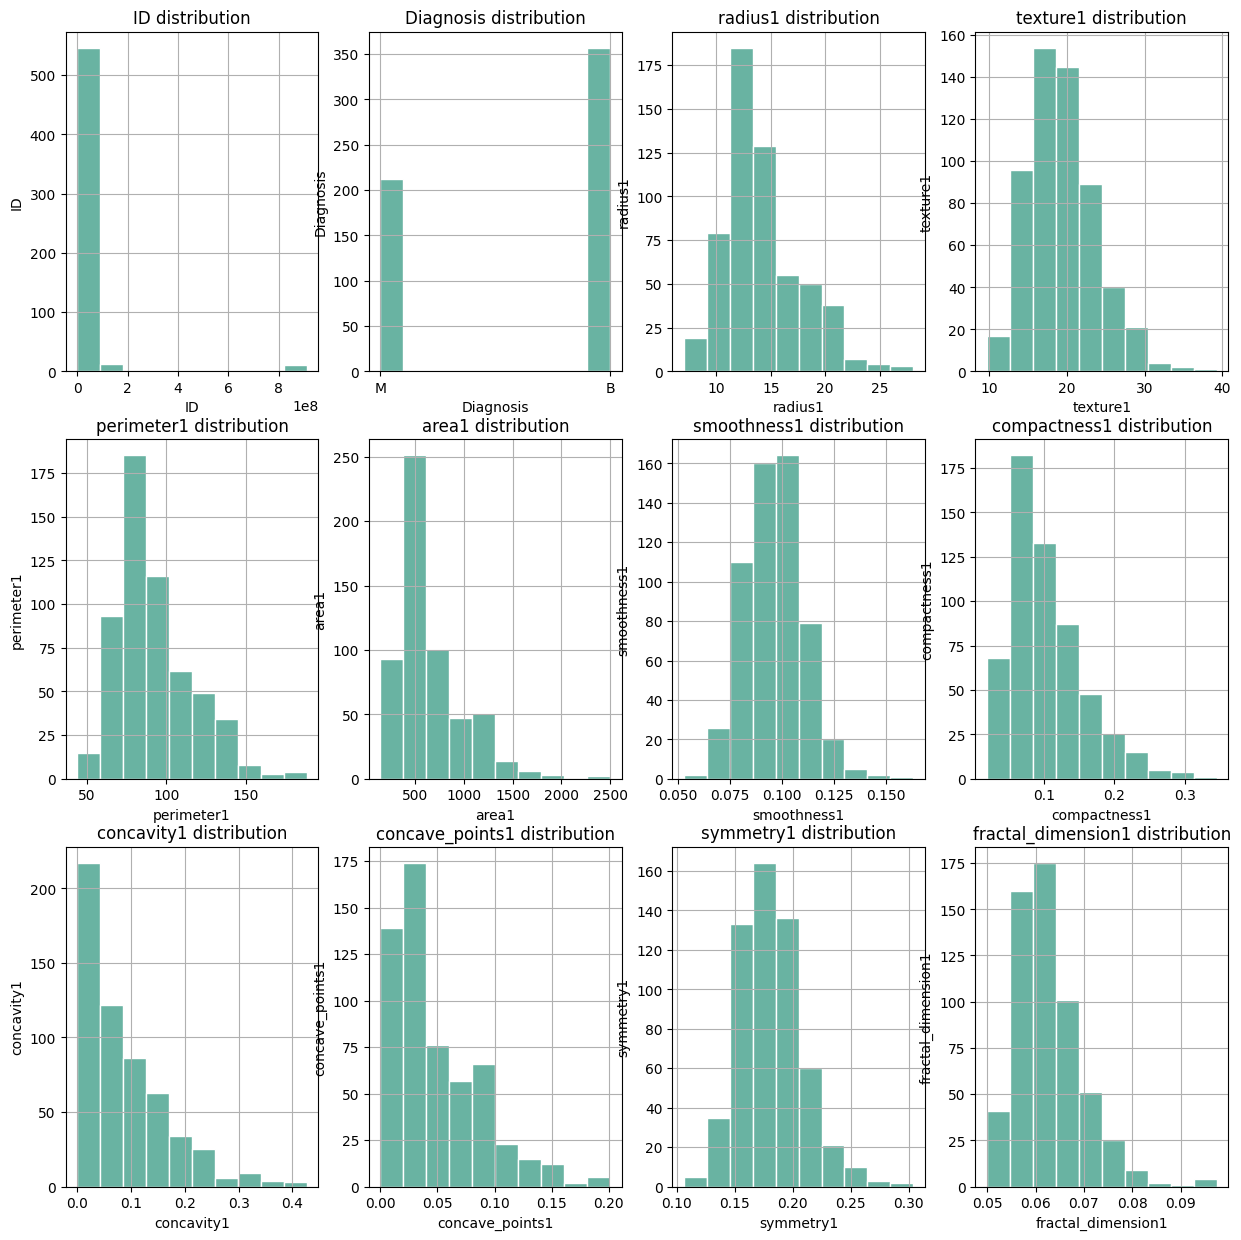 ID distribution
ID
500
400
300
200
100
0
0 2 4 6 8
1e8
ID
Diagnosis distribution
Diagnosis
350
300
250
200
150
100
50
0
M B
Diagnosis
radius1 distribution
radius1
175
150
125
100
75
50
25
0
10 15 20 25
radius1
texture1 distribution
texture1
160
140
120
100
80
60
40
20
0
10 20 30 40
texture1
perimeter1 distribution
perimeter1
175
150
125
100
75
50
25
0
50 100 150
perimeter1
area1 distribution
area1
250
200
150
100
50
0
500 1000 1500 2000 2500
area1
smoothness1 distribution
smoothness1
160
140
120
100
80
60
40
20
0
0.050 0.075 0.100 0.125 0.150
smoothness1
compactness1 distribution
compactness1
175
150
125
100
75
50
25
0
0.1 0.2 0.3
compactness1
concavity1 distribution
concavity1
200
150
100
50
0
0.0 0.1 0.2 0.3 0.4
concavity1
concave_points1 distribution
concave_points1
175
150
125
100
75
50
25
0
0.00 0.05 0.10 0.15 0.20
concave_points1
symmetry1 distribution
symmetry1
160
140
120
100
80
60
40
20
0
0.10 0.15 0.20 0.25 0.30
symmetry1
fractal_dimension1 distribution
fractal_dimension1
175
150
125
100
75
50
25
0
0.05 0.06 0.07 0.08 0.09
fractal_dimension1